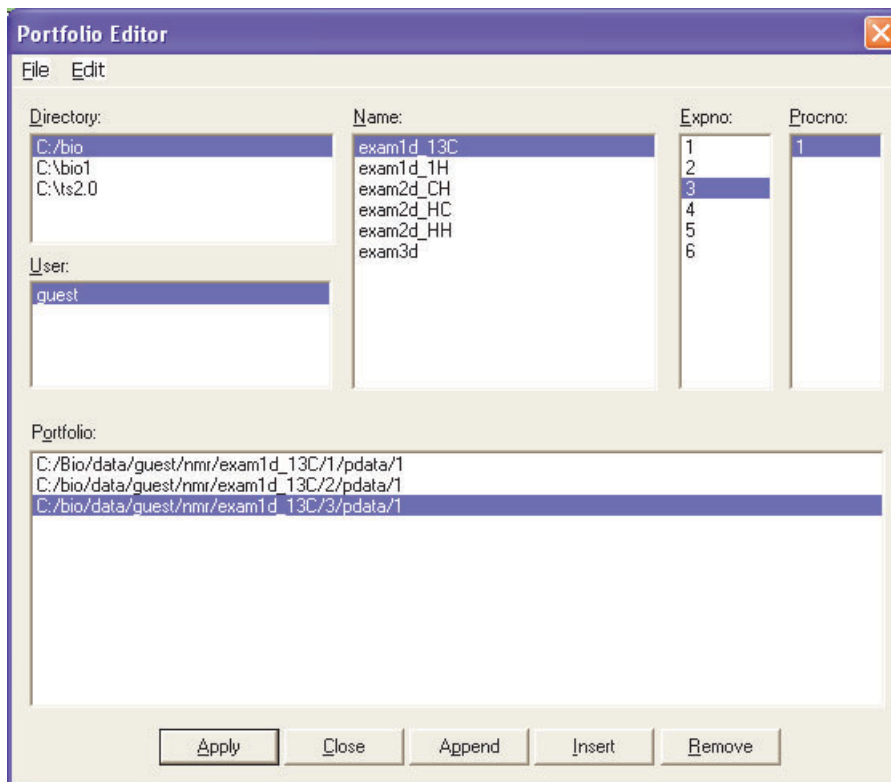 Portfolio Editor
File Edit
Directory:
C:/bio
C:\bio1
C:\ts2.0
User:
guest
Name:
exam1d_13C
exam1d_1H
exam2d_CH
exam2d_HC
exam2d_HH
exam3d
Expno:
1
2
3
4
5
6
Procno:
1
Portfolio:
C:/Bio/data/guest/nmr/exam1d_13C/1/pdata/1
C:/bio/data/guest/nmr/exam1d_13C/2/pdata/1
C:/bio/data/guest/nmr/exam1d_13C/3/pdata/1
Apply Close Append Insert Remove